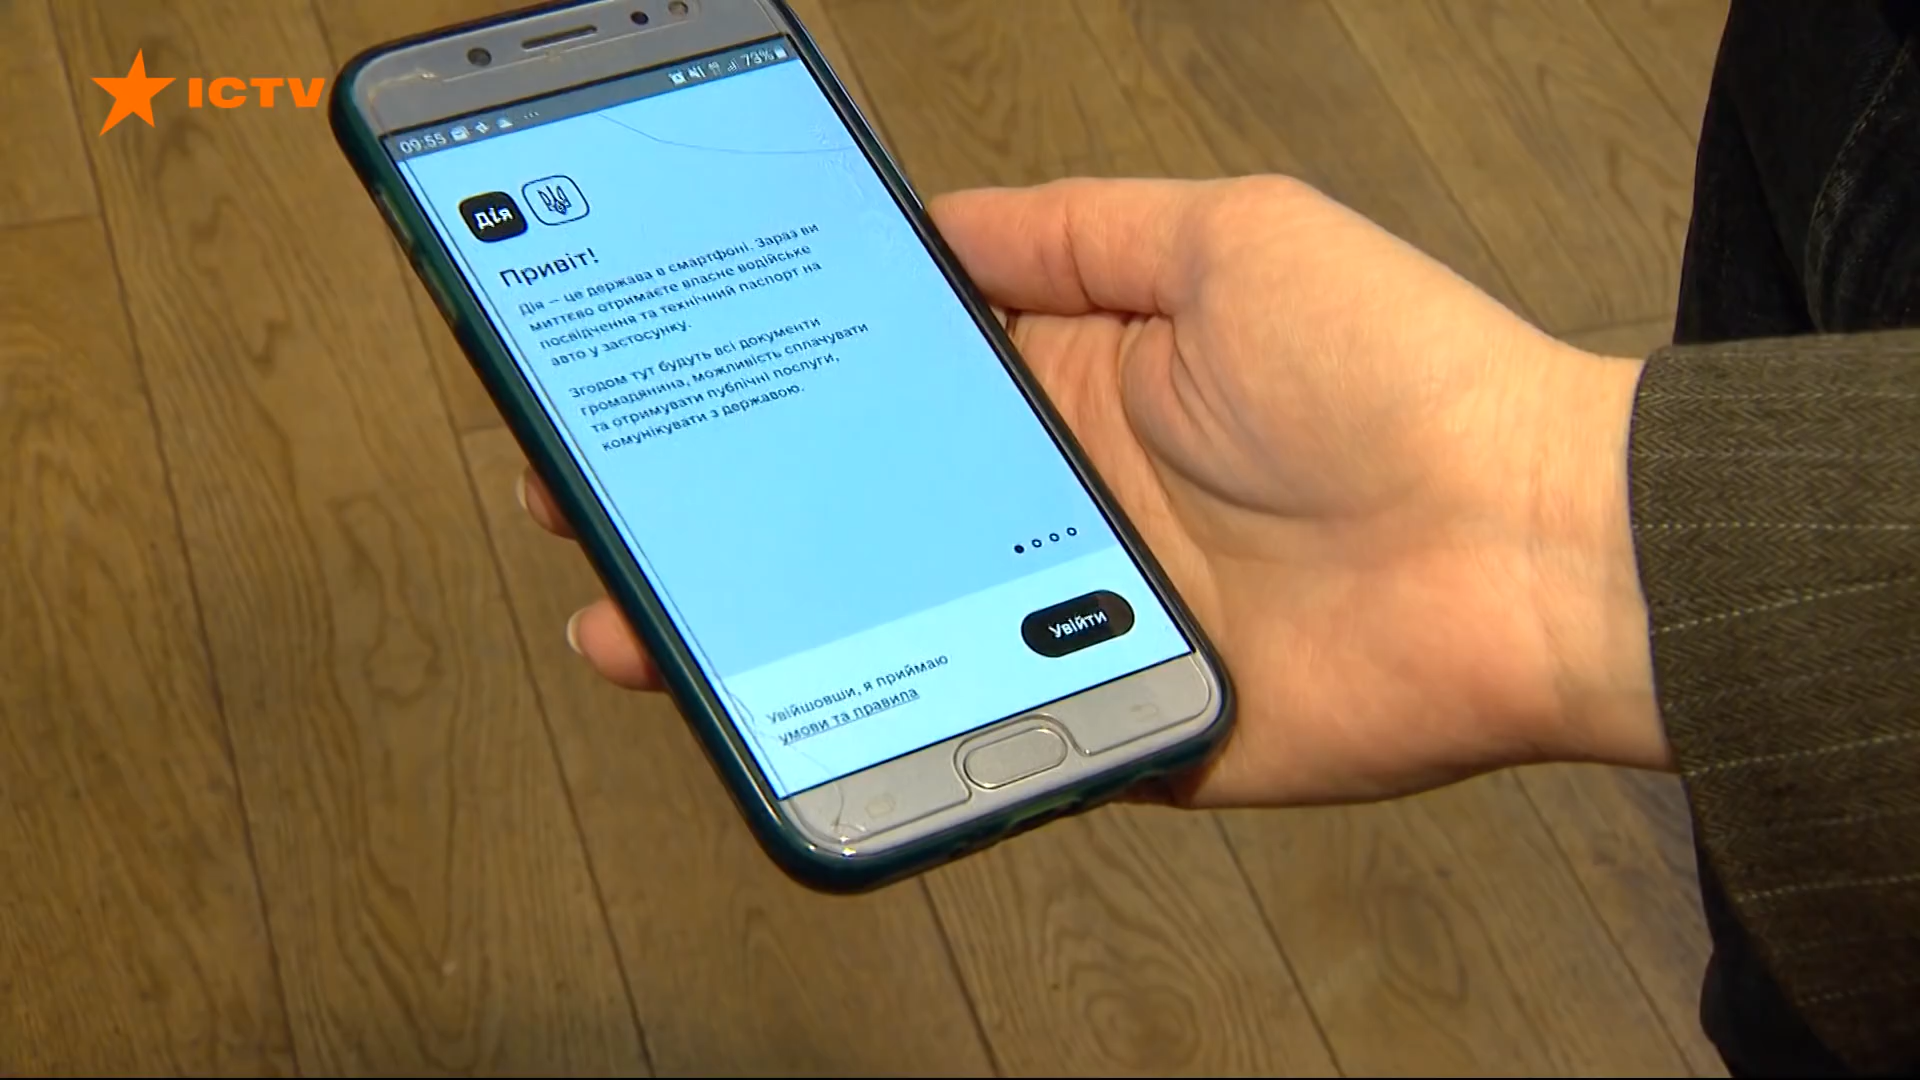 ICTV
09:55
73%
Дія
Привіт!
Дія — це держава в смартфоні. Зараз ви
миттєво отримаєте власне водійське
посвідчення та технічний паспорт на
авто у застосунку.
Згодом тут будуть всі документи
громадянина, можливість сплачувати
та отримувати публічні послуги,
комунікувати з державою.
Увійти
Увійшовши, я приймаю
умови та правила